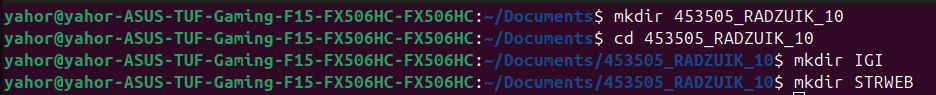 yahor@yahor-ASUS-TUF-Gaming-F15-FX506HC-FX506HC:~/Documents$ mkdir 453505_RADZUIK_10
yahor@yahor-ASUS-TUF-Gaming-F15-FX506HC-FX506HC:~/Documents$ cd 453505_RADZUIK_10
yahor@yahor-ASUS-TUF-Gaming-F15-FX506HC-FX506HC:~/Documents/453505_RADZUIK_10$ mkdir IGI
yahor@yahor-ASUS-TUF-Gaming-F15-FX506HC-FX506HC:~/Documents/453505_RADZUIK_10$ mkdir STRWEB